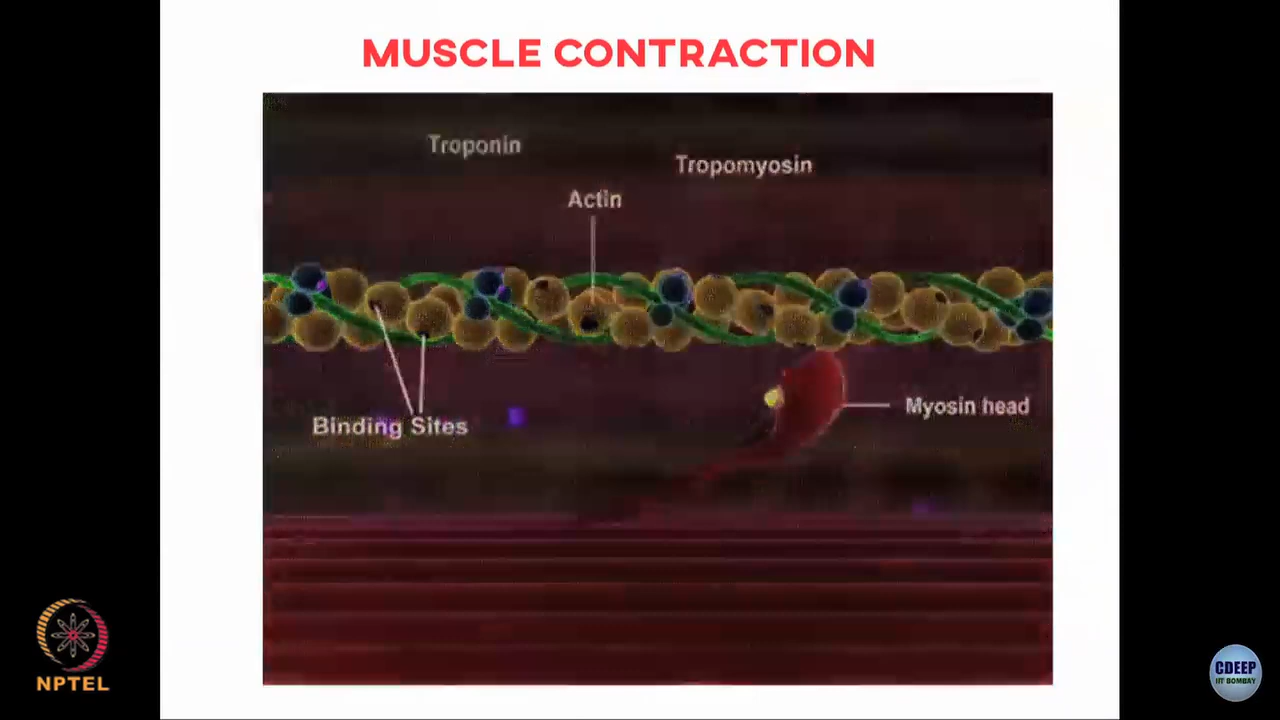 MUSCLE CONTRACTION
Troponin
Tropomyosin
Actin
Myosin head
Binding Sites
NPTEL
CDEEP
IIT BOMBAY